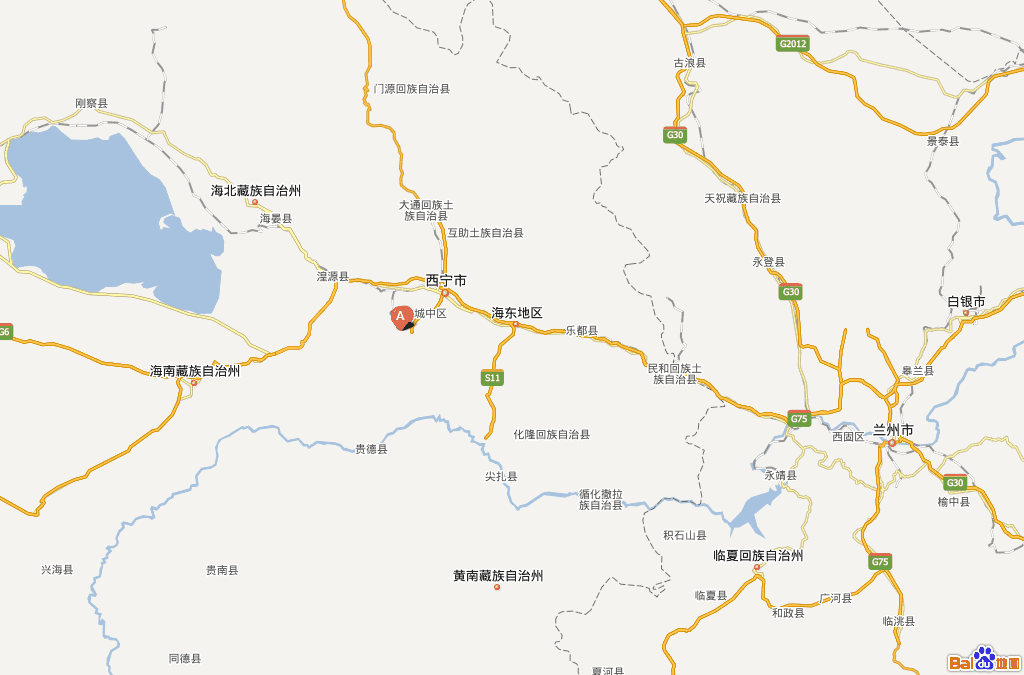 G2012
古浪县
门源回族自治县
刚察县
G30
景泰县
海北藏族自治州
天祝藏族自治县
大通回族土
族自治县
海晏县
互助土族自治县
永登县
湟源县
西宁市
G30
白银市
A
城中区
海东地区
G6
乐都县
海南藏族自治州
民和回族土
族自治县
皋兰县
S11
G75
兰州市
化隆回族自治县
西固区
贵德县
尖扎县
永靖县
G30
循化撒拉
族自治县
榆中县
积石山县
临夏回族自治州
G75
兴海县
贵南县
黄南藏族自治州
临夏县
广河县
和政县
临洮县
同德县
夏河县
Bai du 地图